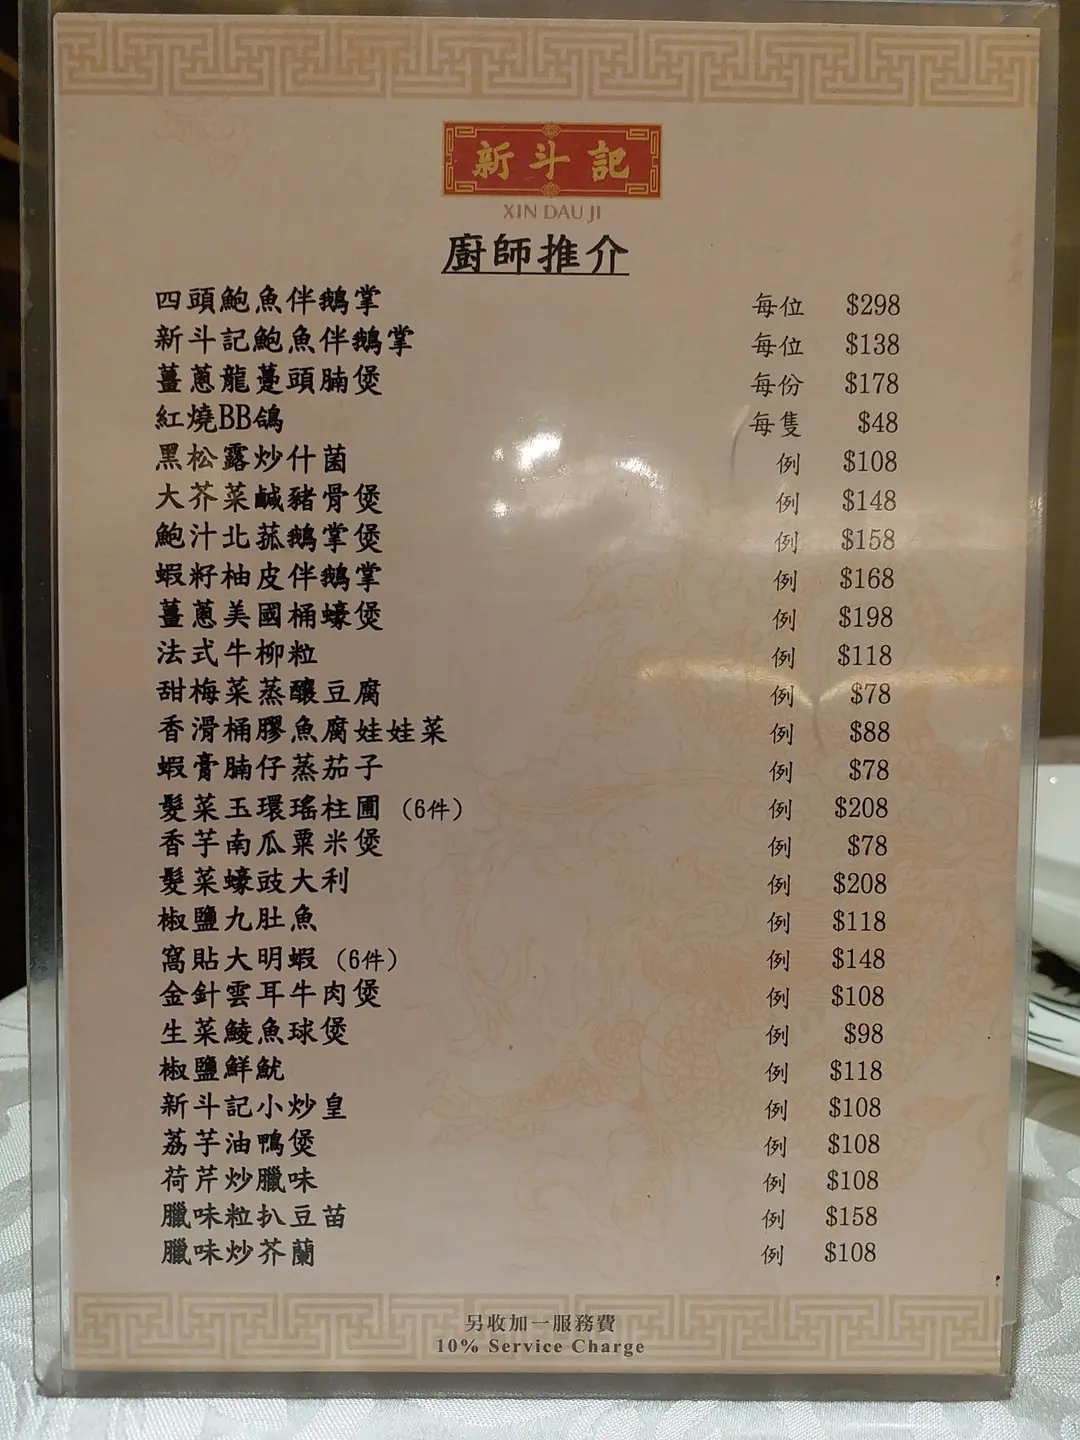 新斗記
XIN DAU JI
廚師推介
四頭鮑魚伴鵝掌 每位 $298
新斗記鮑魚伴鵝掌 每位 $138
薑蔥龍躉頭腩煲 每份 $178
紅燒BB鴿 每隻 $48
黑松露炒什菌 例 $108
大芥菜鹹豬骨煲 例 $148
鮑汁北菇鵝掌煲 例 $158
蝦籽柚皮伴鵝掌 例 $168
薑蔥美國桶蠔煲 例 $198
法式牛柳粒 例 $118
甜梅菜蒸釀豆腐 例 $78
香滑桶膠魚腐娃娃菜 例 $88
蝦膏腩仔蒸茄子 例 $78
髮菜玉環瑤柱圃 (6件) 例 $208
香芋南瓜粟米煲 例 $78
髮菜蠔豉大利 例 $208
椒鹽九肚魚 例 $118
窩貼大明蝦 (6件) 例 $148
金針雲耳牛肉煲 例 $108
生菜鯪魚球煲 例 $98
椒鹽鮮魷 例 $118
新斗記小炒皇 例 $108
荔芋油鴨煲 例 $108
荷芹炒臘味 例 $108
臘味粒扒豆苗 例 $158
臘味炒芥蘭 例 $108
另收加一服務費
10% Service Charge